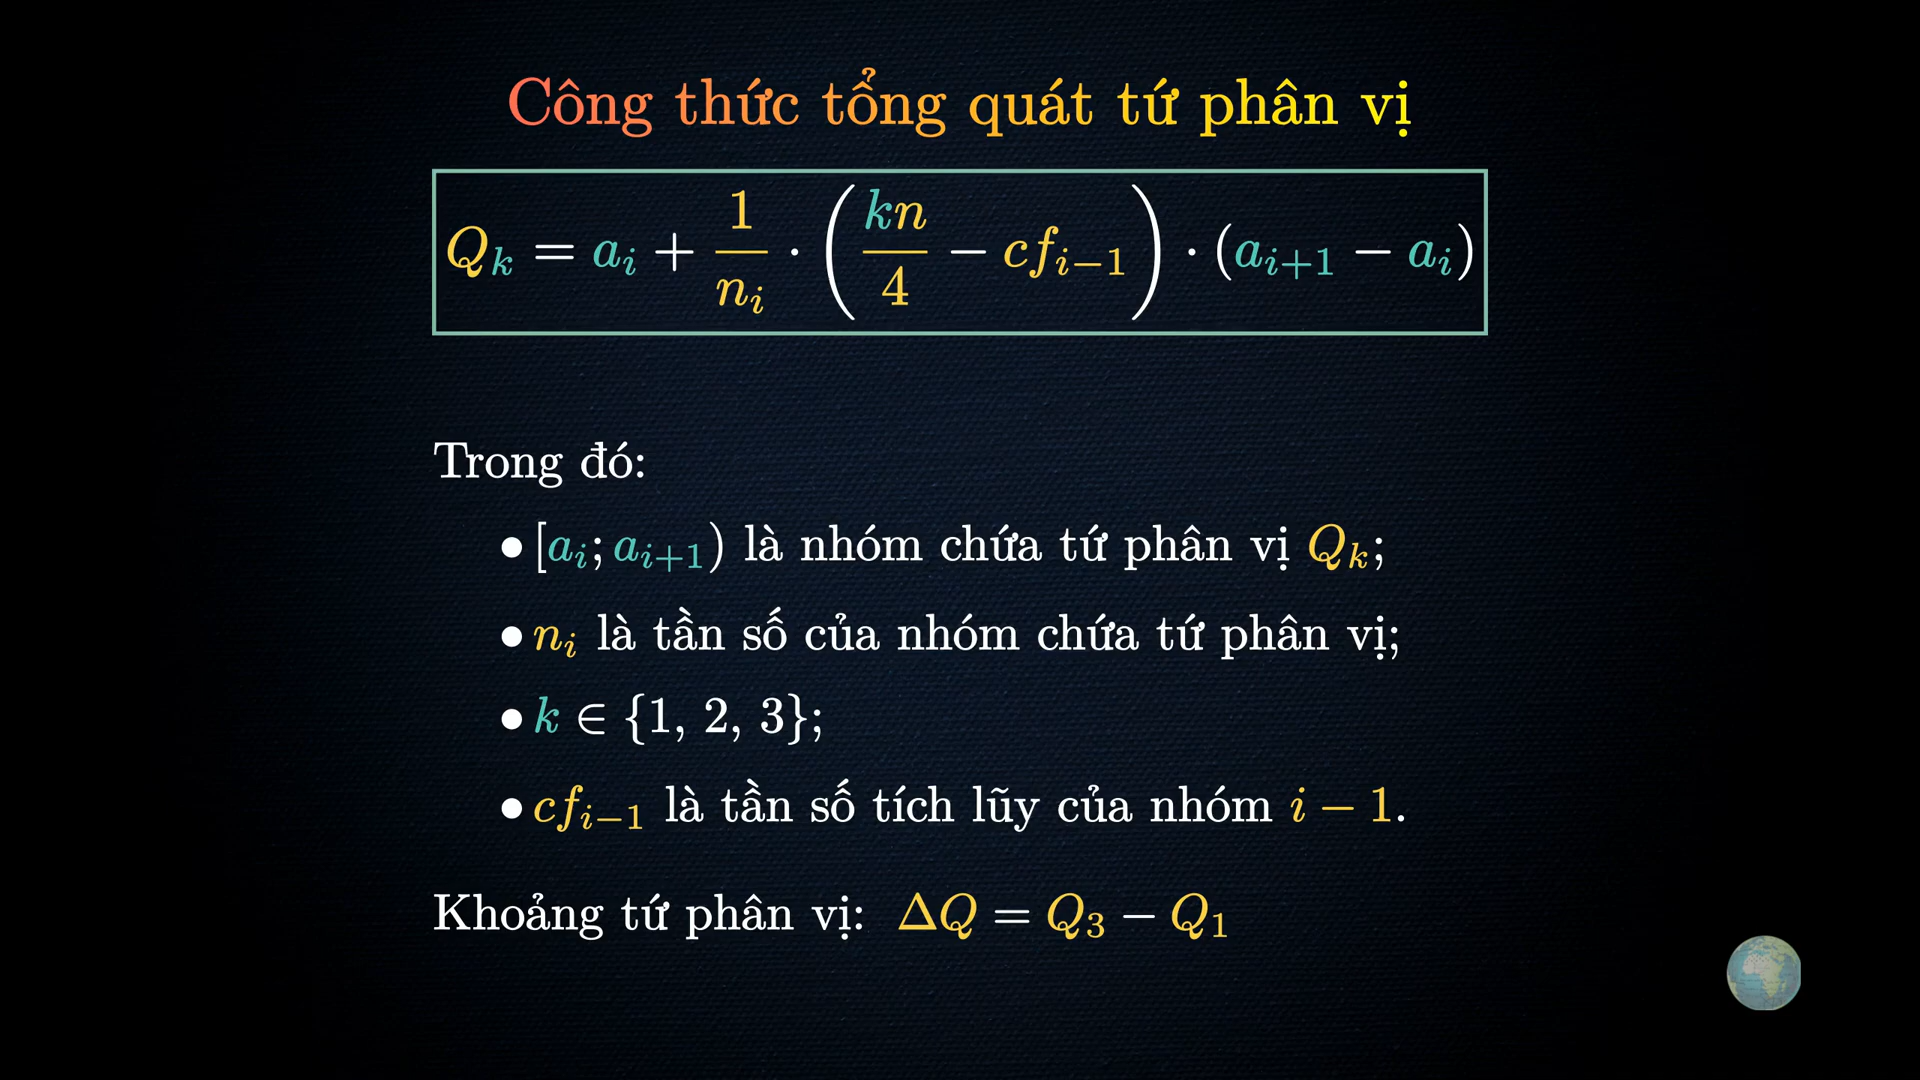 Công thức tổng quát tứ phân vị
Q_k = a_i + \frac{1}{n_i} · ( \frac{kn}{4} − cf_{i−1} ) · (a_{i+1} − a_i)
Trong đó:
• [a_i; a_{i+1}) là nhóm chứa tứ phân vị Q_k;
• n_i là tần số của nhóm chứa tứ phân vị;
• k ∈ {1, 2, 3};
• cf_{i−1} là tần số tích lũy của nhóm i − 1.
Khoảng tứ phân vị: ΔQ = Q_3 − Q_1